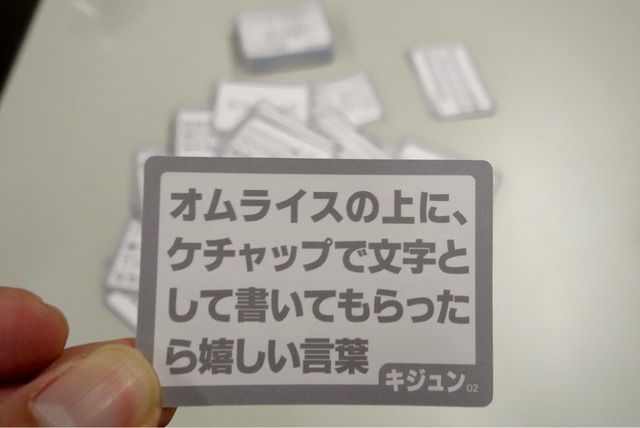 オムライスの上に、
ケチャップで文字と
して書いてもらった
ら嬉しい言葉
キジュン 02